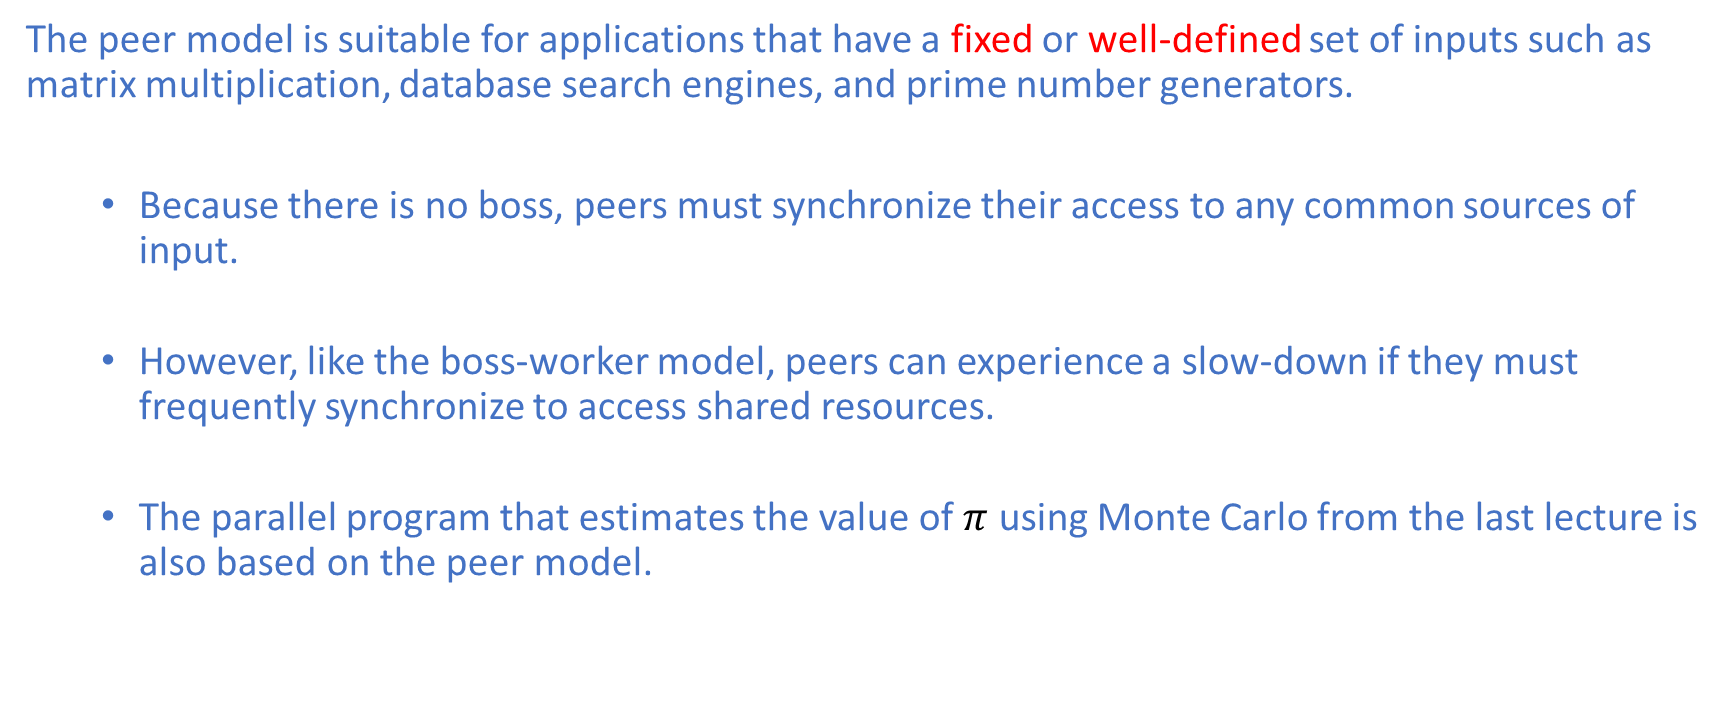 The peer model is suitable for applications that have a fixed or well-defined set of inputs such as
matrix multiplication, database search engines, and prime number generators.
• Because there is no boss, peers must synchronize their access to any common sources of
input.
• However, like the boss-worker model, peers can experience a slow-down if they must
frequently synchronize to access shared resources.
• The parallel program that estimates the value of π using Monte Carlo from the last lecture is
also based on the peer model.